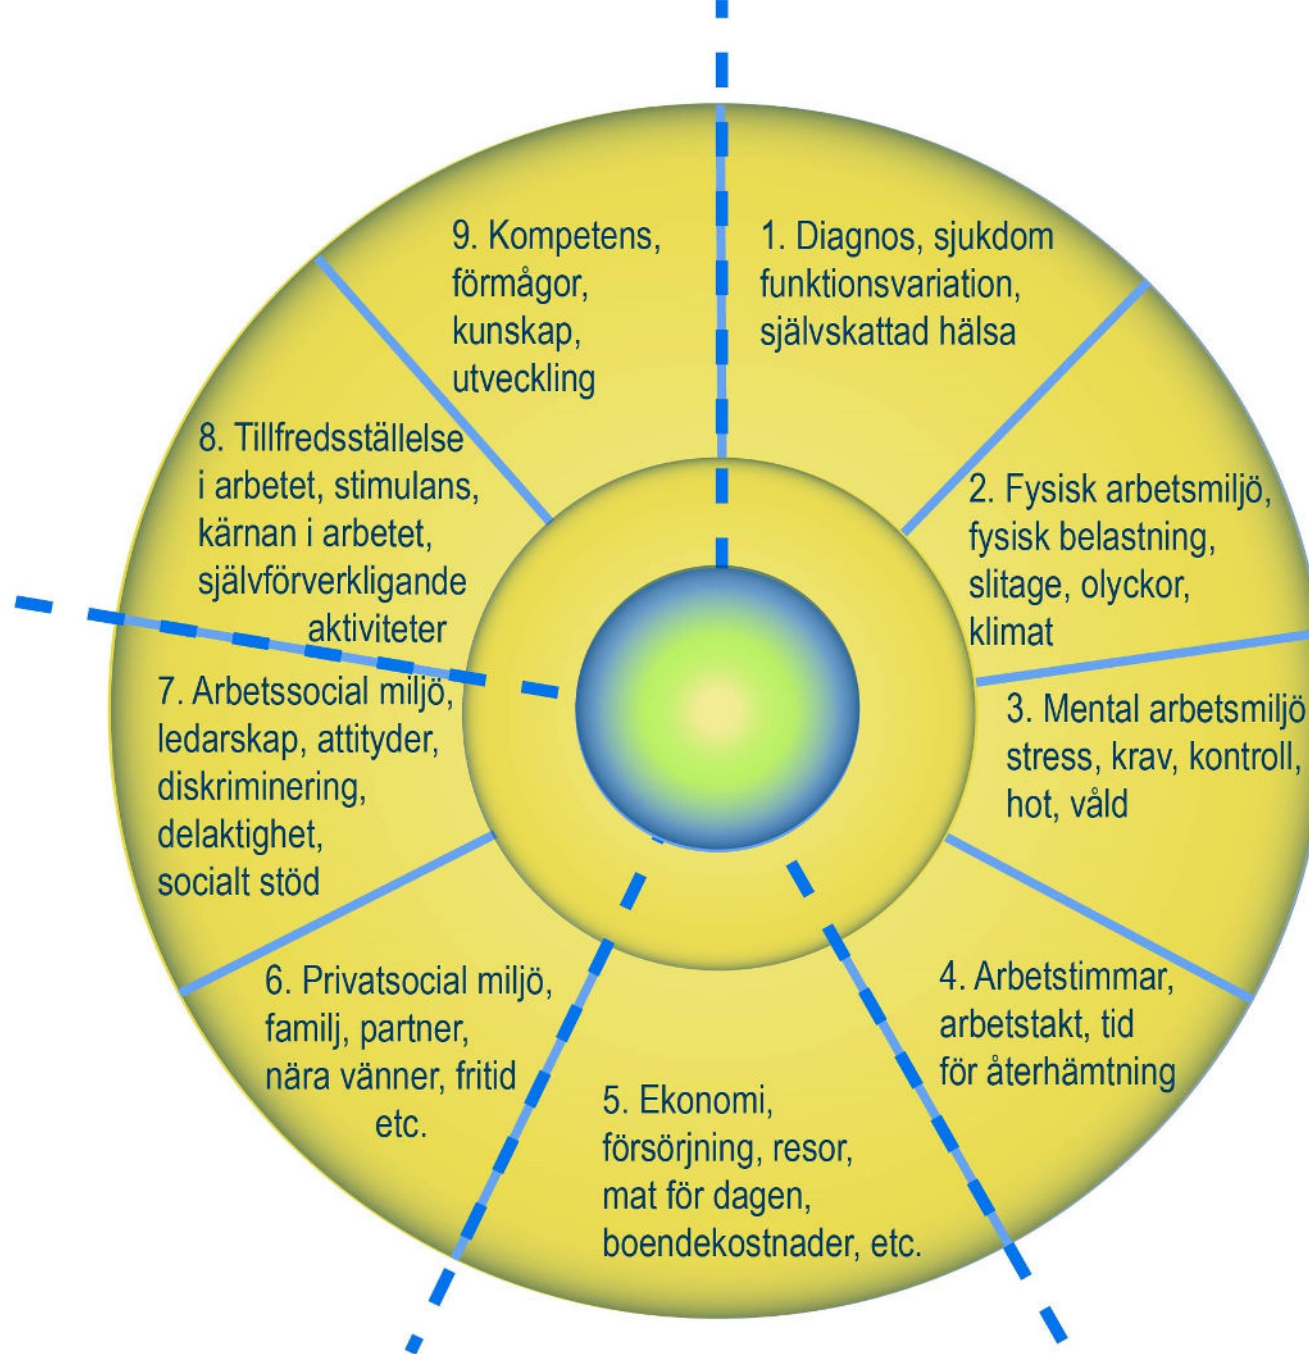 1. Diagnos, sjukdom
funktionsvariation,
självskattad hälsa
2. Fysisk arbetsmiljö,
fysisk belastning,
slitage, olyckor,
klimat
3. Mental arbetsmiljö
stress, krav, kontroll,
hot, våld
4. Arbetstimmar,
arbetstakt, tid
för återhämtning
5. Ekonomi,
försörjning, resor,
mat för dagen,
boendekostnader, etc.
6. Privatsocial miljö,
familj, partner,
nära vänner, fritid
etc.
7. Arbetssocial miljö,
ledarskap, attityder,
diskriminering,
delaktighet,
socialt stöd
8. Tillfredsställelse
i arbetet, stimulans,
kärnan i arbetet,
självförverkligande
aktiviteter
9. Kompetens,
förmågor,
kunskap,
utveckling